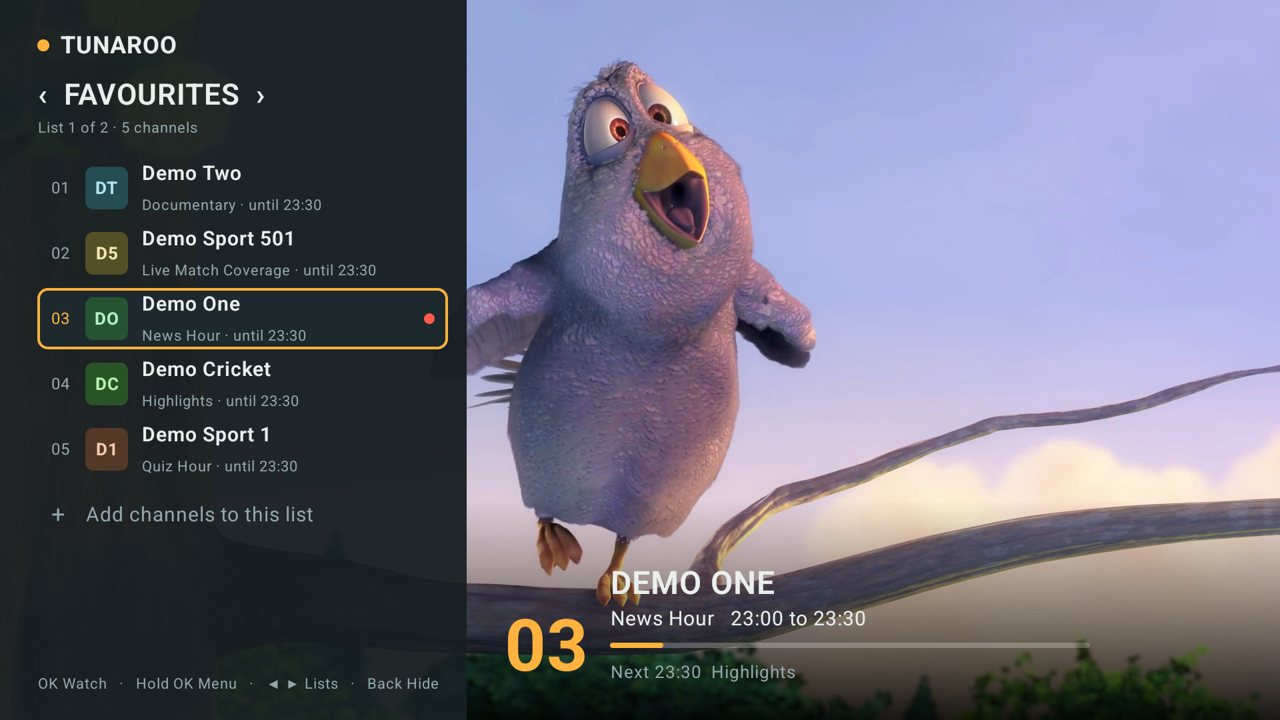 TUNAROO
‹ FAVOURITES ›
List 1 of 2 · 5 channels
01 DT Demo Two
Documentary · until 23:30
02 D5 Demo Sport 501
Live Match Coverage · until 23:30
03 DO Demo One
News Hour · until 23:30
04 DC Demo Cricket
Highlights · until 23:30
05 D1 Demo Sport 1
Quiz Hour · until 23:30
+ Add channels to this list
OK Watch · Hold OK Menu · ◄ ► Lists · Back Hide
DEMO ONE
03
News Hour 23:00 to 23:30
Next 23:30 Highlights